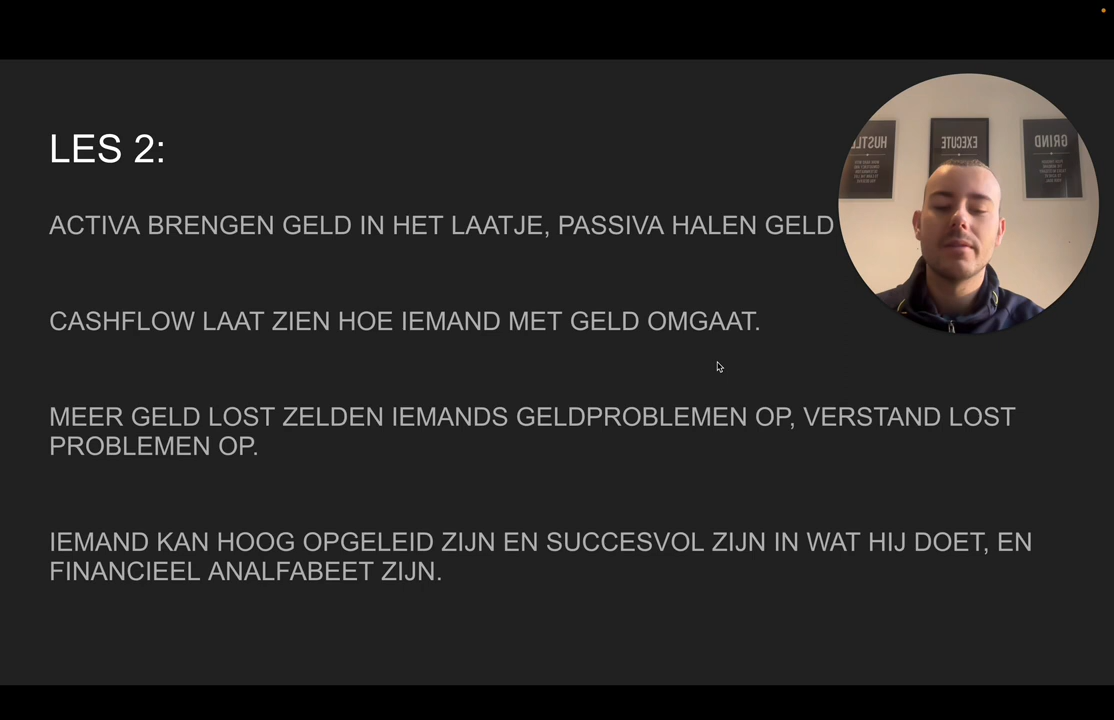 LES 2:
HUSTLE
EXECUTE
GRIND
ACTIVA BRENGEN GELD IN HET LAATJE, PASSIVA HALEN GELD
CASHFLOW LAAT ZIEN HOE IEMAND MET GELD OMGAAT.
MEER GELD LOST ZELDEN IEMANDS GELDPROBLEMEN OP, VERSTAND LOST
PROBLEMEN OP.
IEMAND KAN HOOG OPGELEID ZIJN EN SUCCESVOL ZIJN IN WAT HIJ DOET, EN
FINANCIEEL ANALFABEET ZIJN.